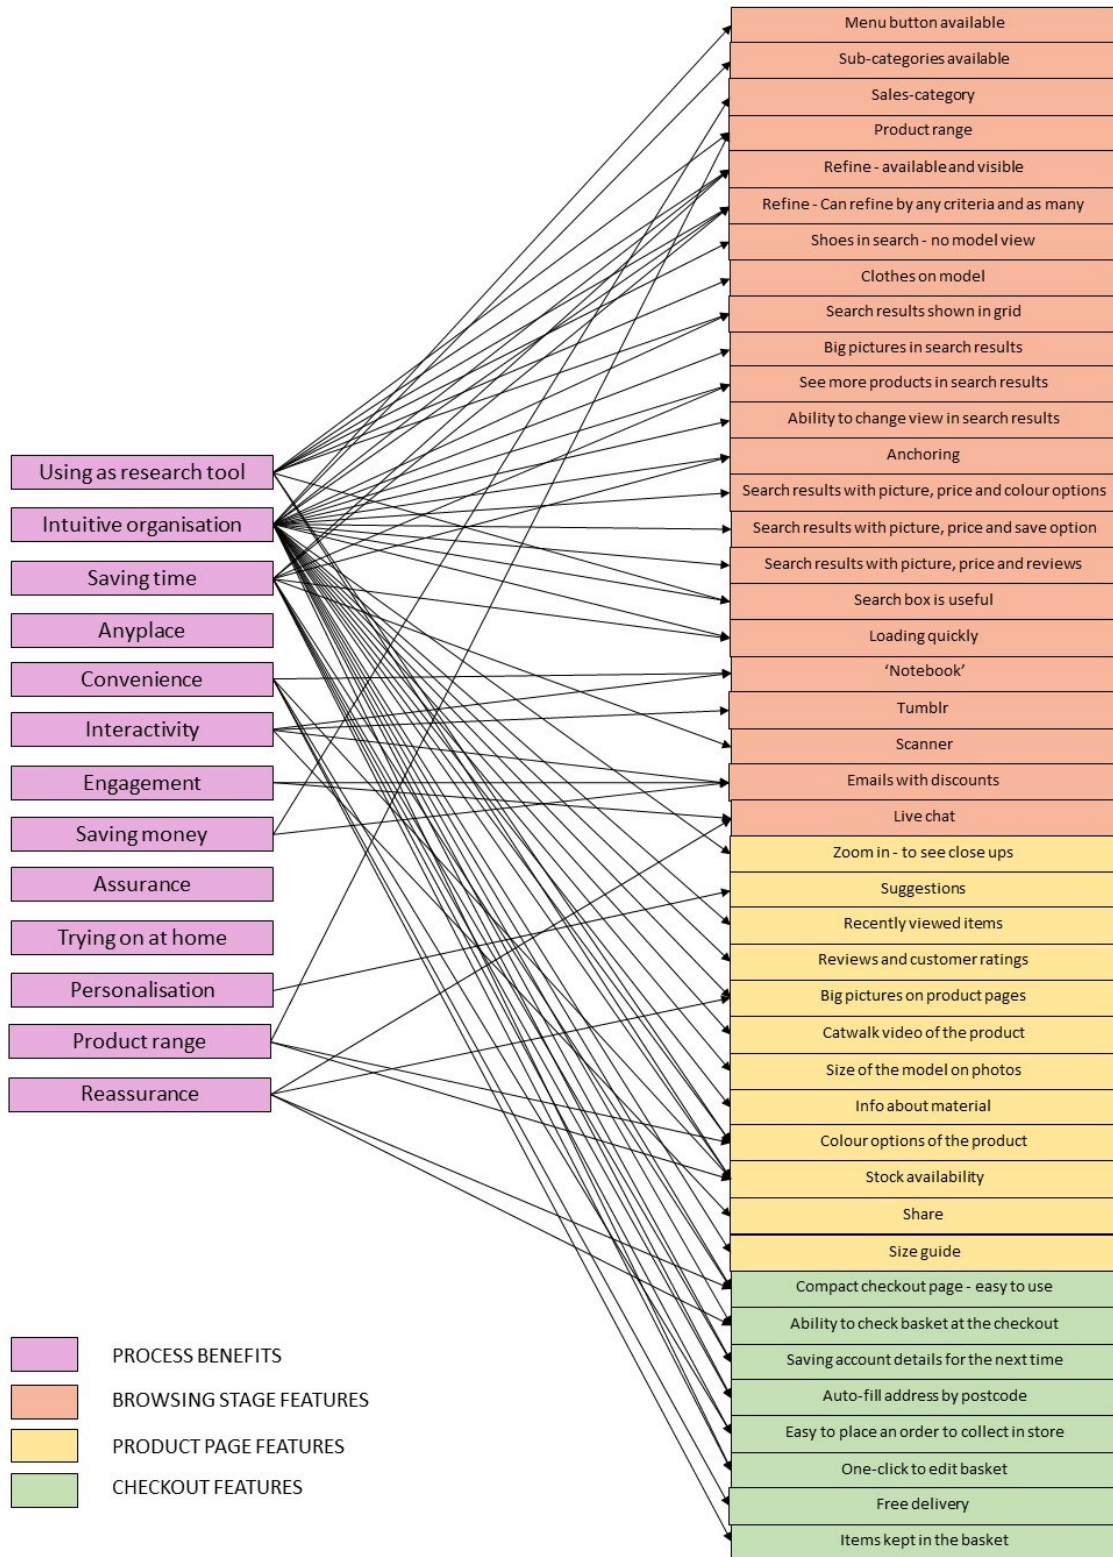 Using as research tool
Intuitive organisation
Saving time
Anyplace
Convenience
Interactivity
Engagement
Saving money
Assurance
Trying on at home
Personalisation
Product range
Reassurance
Menu button available
Sub-categories available
Sales-category
Product range
Refine - available and visible
Refine - Can refine by any criteria and as many
Shoes in search - no model view
Clothes on model
Search results shown in grid
Big pictures in search results
See more products in search results
Ability to change view in search results
Anchoring
Search results with picture, price and colour options
Search results with picture, price and save option
Search results with picture, price and reviews
Search box is useful
Loading quickly
‘Notebook’
Tumblr
Scanner
Emails with discounts
Live chat
Zoom in - to see close ups
Suggestions
Recently viewed items
Reviews and customer ratings
Big pictures on product pages
Catwalk video of the product
Size of the model on photos
Info about material
Colour options of the product
Stock availability
Share
Size guide
Compact checkout page - easy to use
Ability to check basket at the checkout
Saving account details for the next time
Auto-fill address by postcode
Easy to place an order to collect in store
One-click to edit basket
Free delivery
Items kept in the basket
PROCESS BENEFITS
BROWSING STAGE FEATURES
PRODUCT PAGE FEATURES
CHECKOUT FEATURES